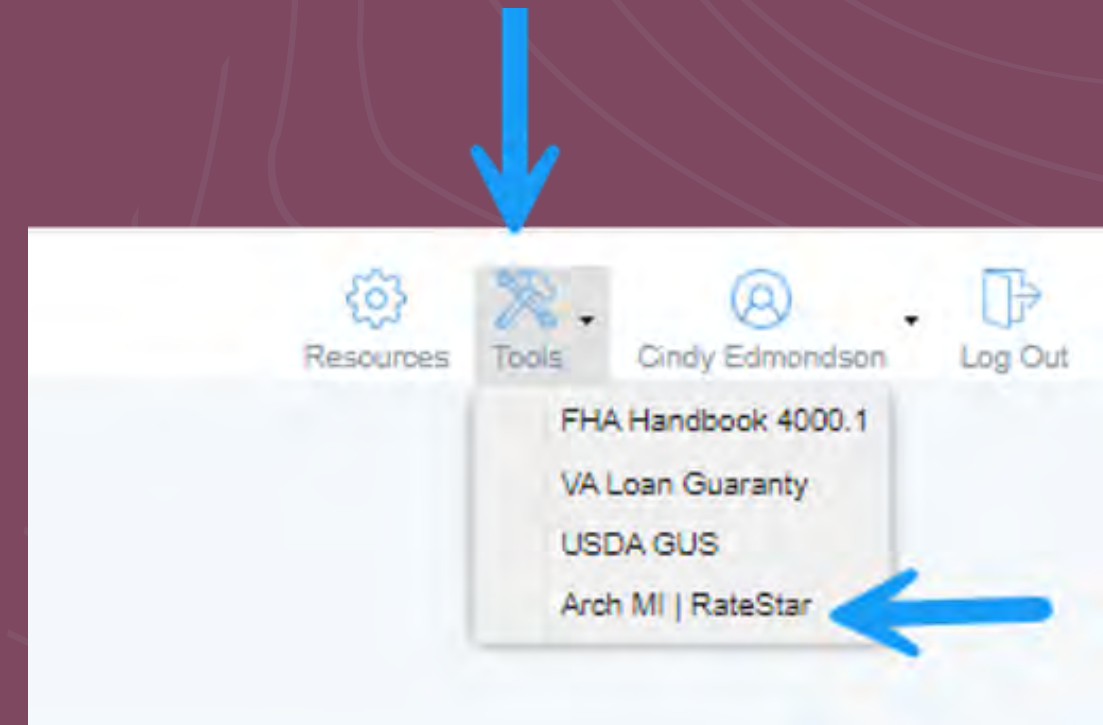 Resources Tools Cindy Edmondson Log Out
FHA Handbook 4000.1
VA Loan Guaranty
USDA GUS
Arch MI | RateStar